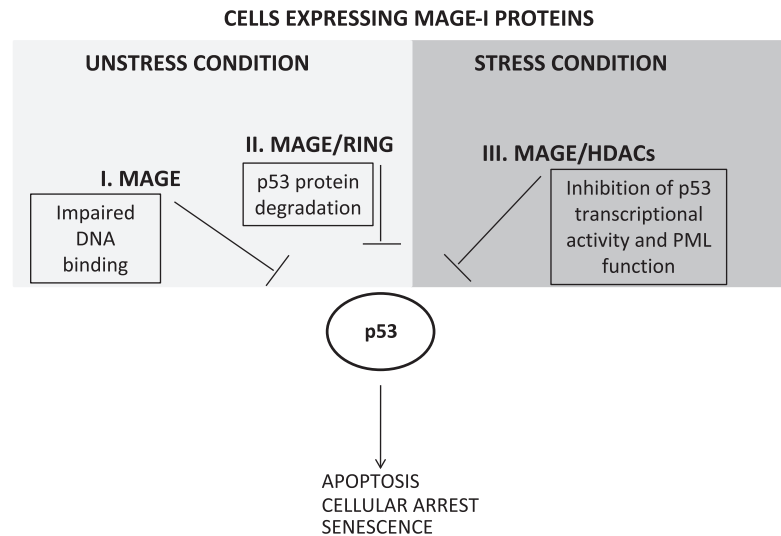 CELLS EXPRESSING MAGE-I PROTEINS
UNSTRESS CONDITION
STRESS CONDITION
I. MAGE
Impaired
DNA
binding
II. MAGE/RING
p53 protein
degradation
III. MAGE/HDACs
Inhibition of p53
transcriptional
activity and PML
function
p53
APOPTOSIS
CELLULAR ARREST
SENESCENCE